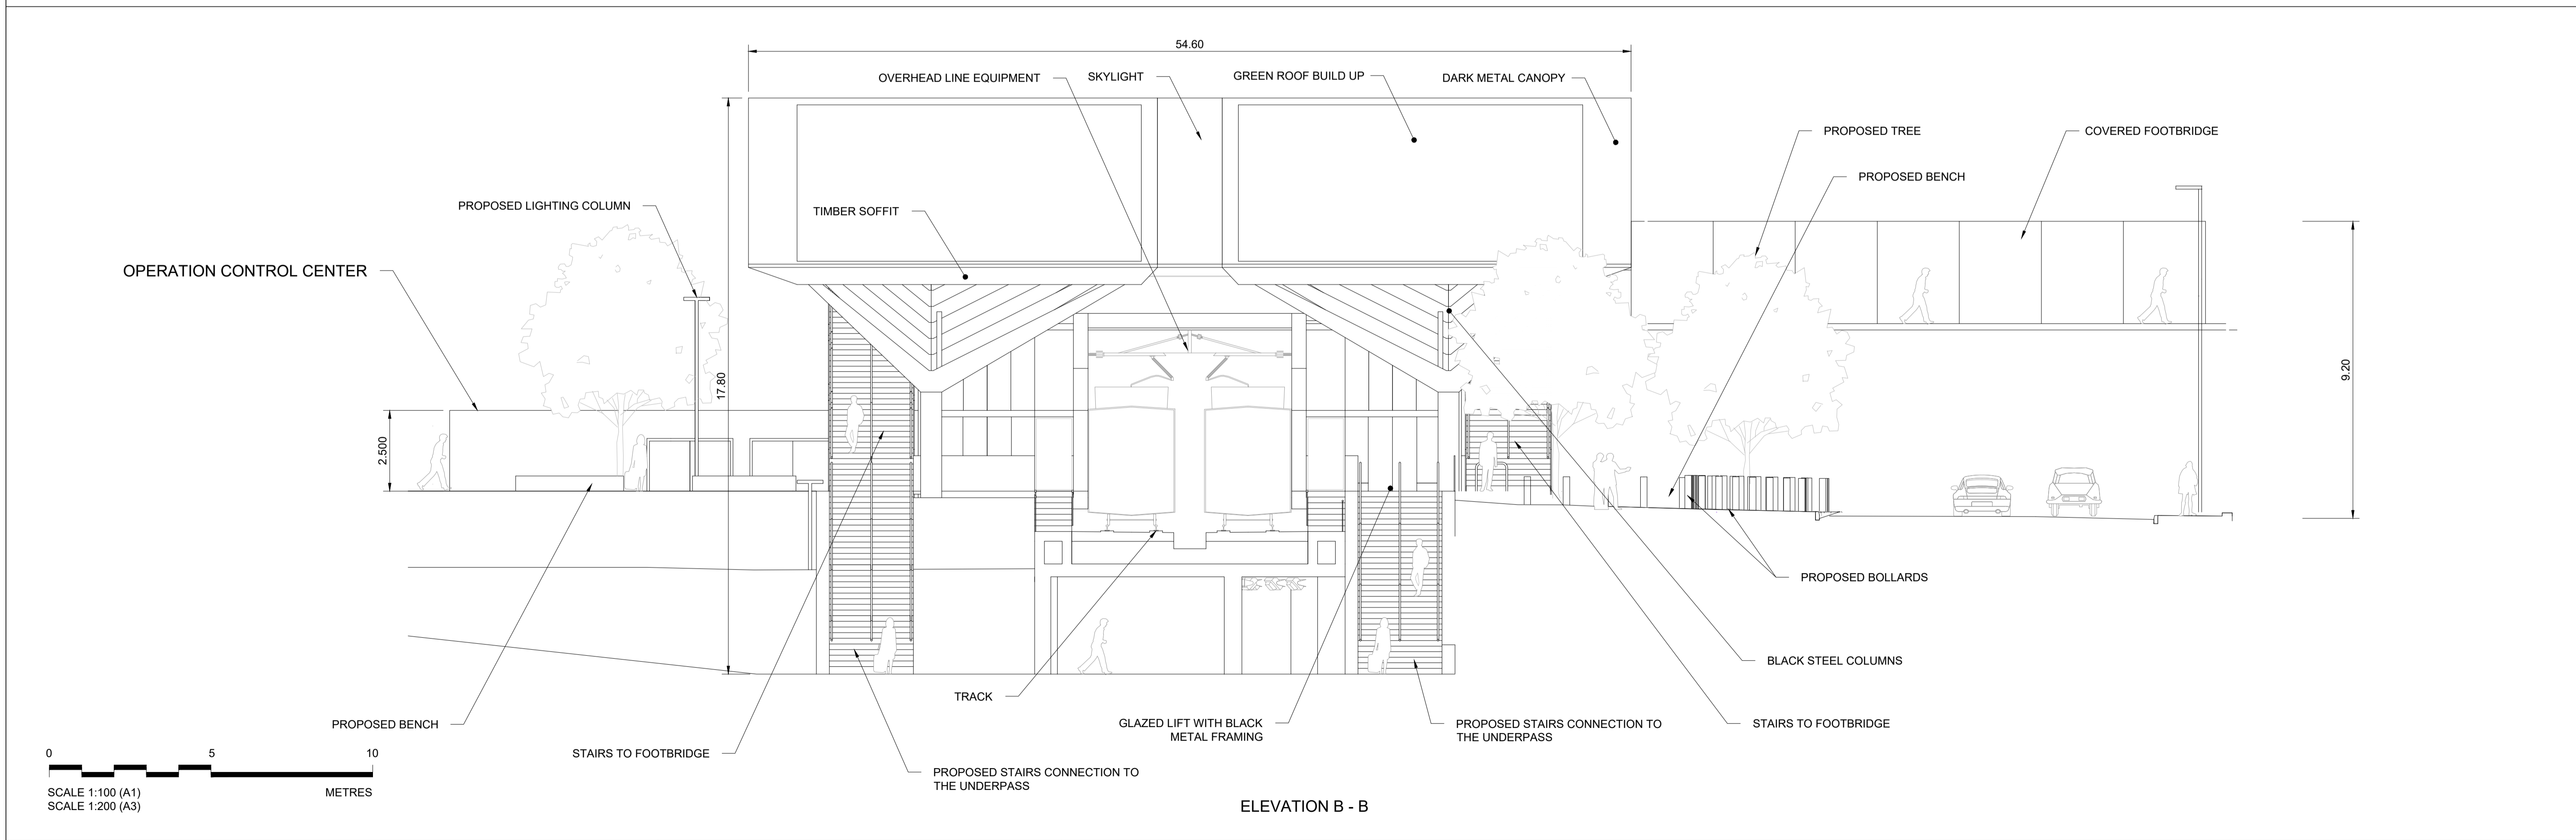 54.60
OVERHEAD LINE EQUIPMENT
SKYLIGHT
GREEN ROOF BUILD UP
DARK METAL CANOPY
PROPOSED TREE
COVERED FOOTBRIDGE
PROPOSED BENCH
PROPOSED LIGHTING COLUMN
TIMBER SOFFIT
OPERATION CONTROL CENTER
17.80
9.20
2.500
PROPOSED BOLLARDS
BLACK STEEL COLUMNS
TRACK
PROPOSED BENCH
GLAZED LIFT WITH BLACK
METAL FRAMING
PROPOSED STAIRS CONNECTION TO
THE UNDERPASS
STAIRS TO FOOTBRIDGE
STAIRS TO FOOTBRIDGE
PROPOSED STAIRS CONNECTION TO
THE UNDERPASS
0 5 10
SCALE 1:100 (A1) METRES
SCALE 1:200 (A3)
ELEVATION B - B